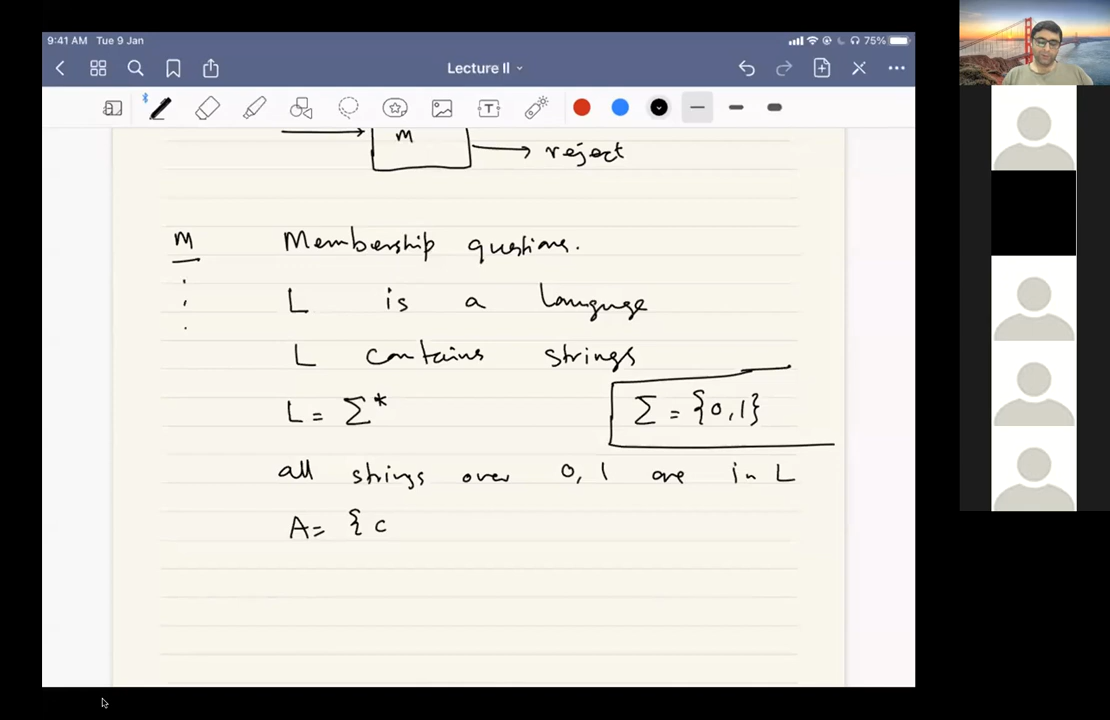 9:41 AM Tue 9 Jan 75%
Lecture II
T
m
reject
M Membership questions.
L is a language
L contains strings
L = Σ* Σ = {0,1}
all strings over 0, 1 are in L
A = { c